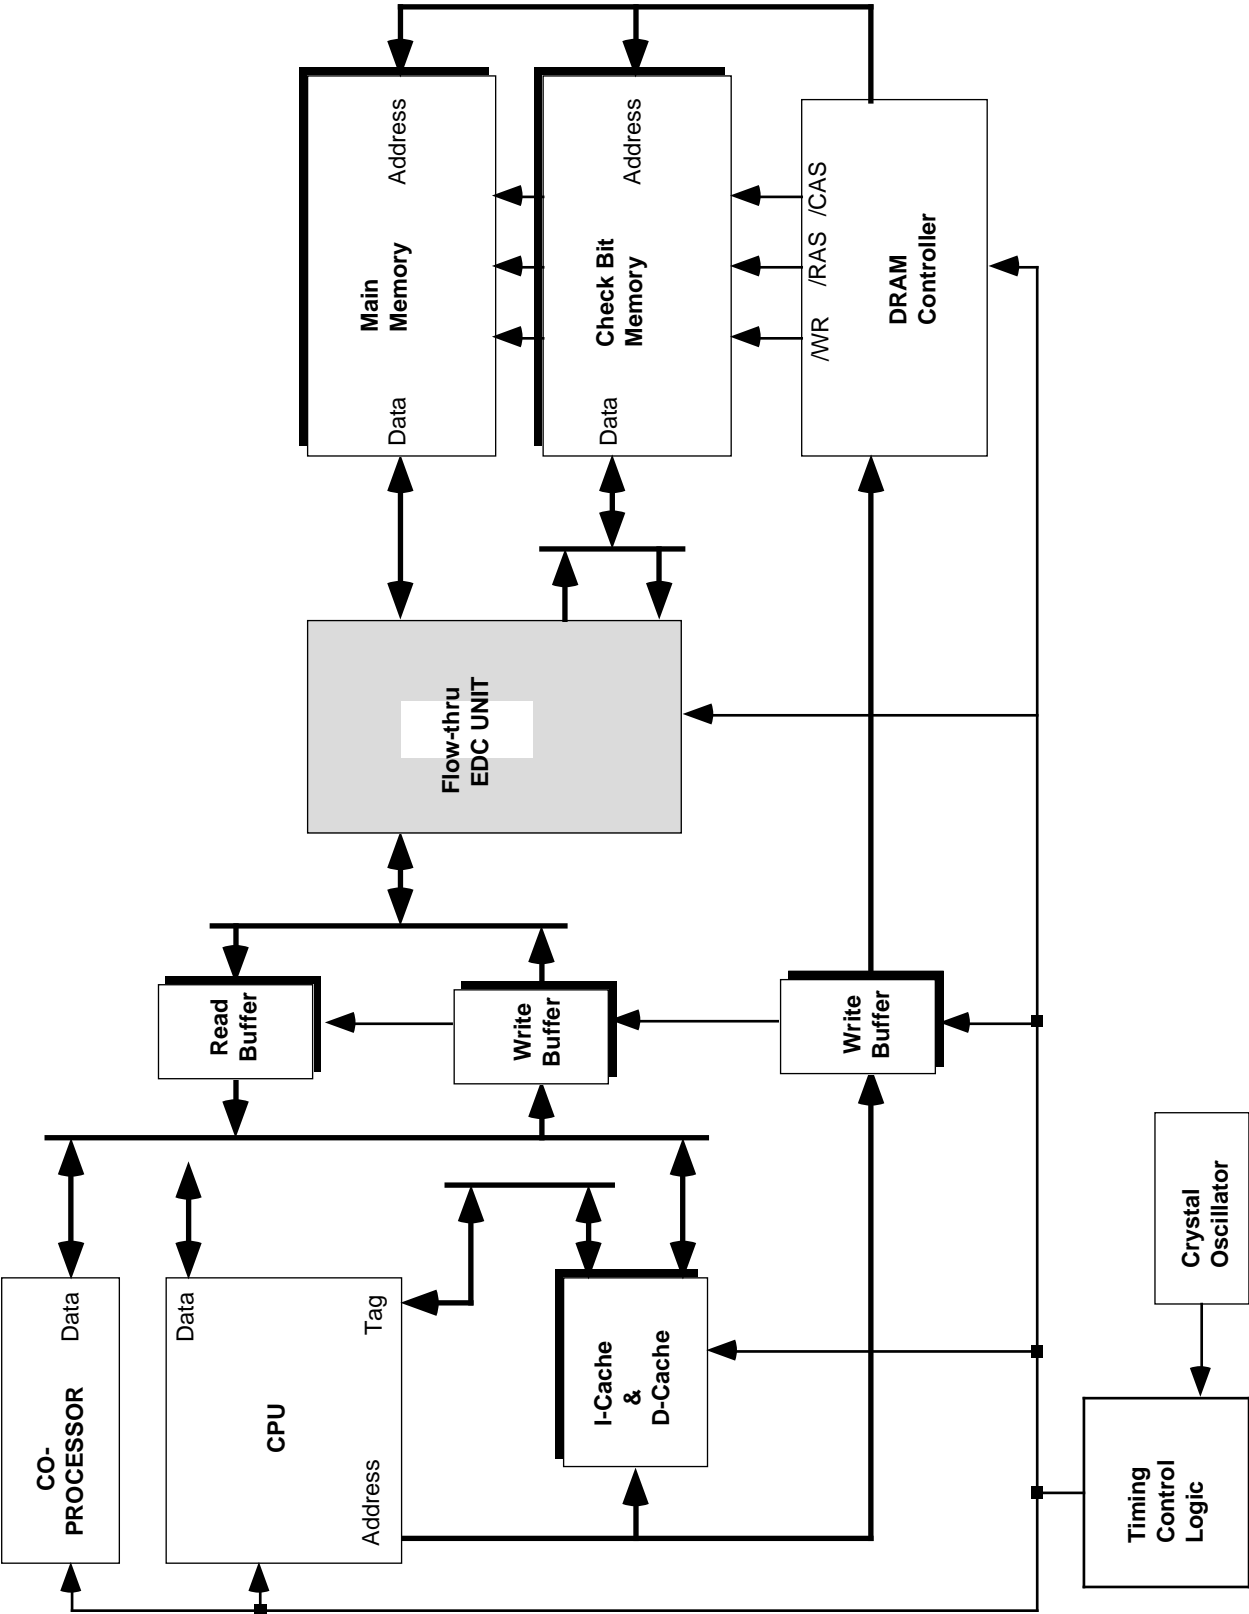 CO-
PROCESSOR
Data
CPU
Data
Tag
Address
I-Cache
&
D-Cache
Read
Buffer
Write
Buffer
Write
Buffer
Flow-thru
EDC UNIT
Main
Memory
Data
Address
Check Bit
Memory
Data
Address
/WR
/RAS
/CAS
DRAM
Controller
Timing
Control
Logic
Crystal
Oscillator